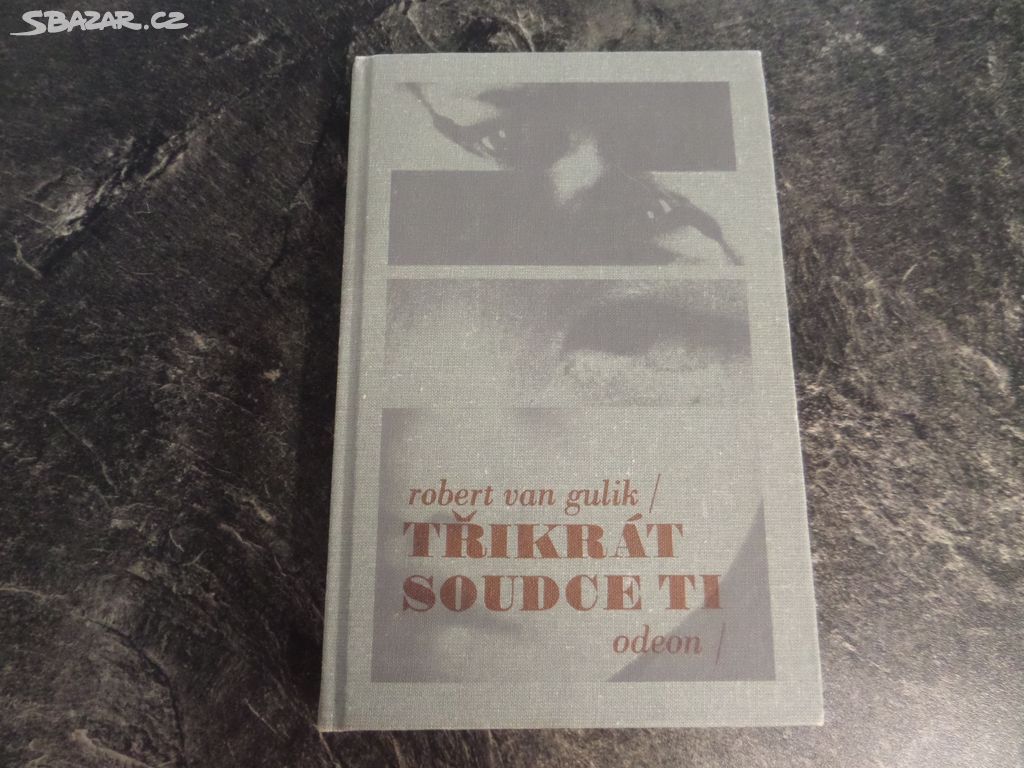 SBAZAR.CZ
robert van gulik /
TŘIKRÁT
SOUDCE TI
odeon /